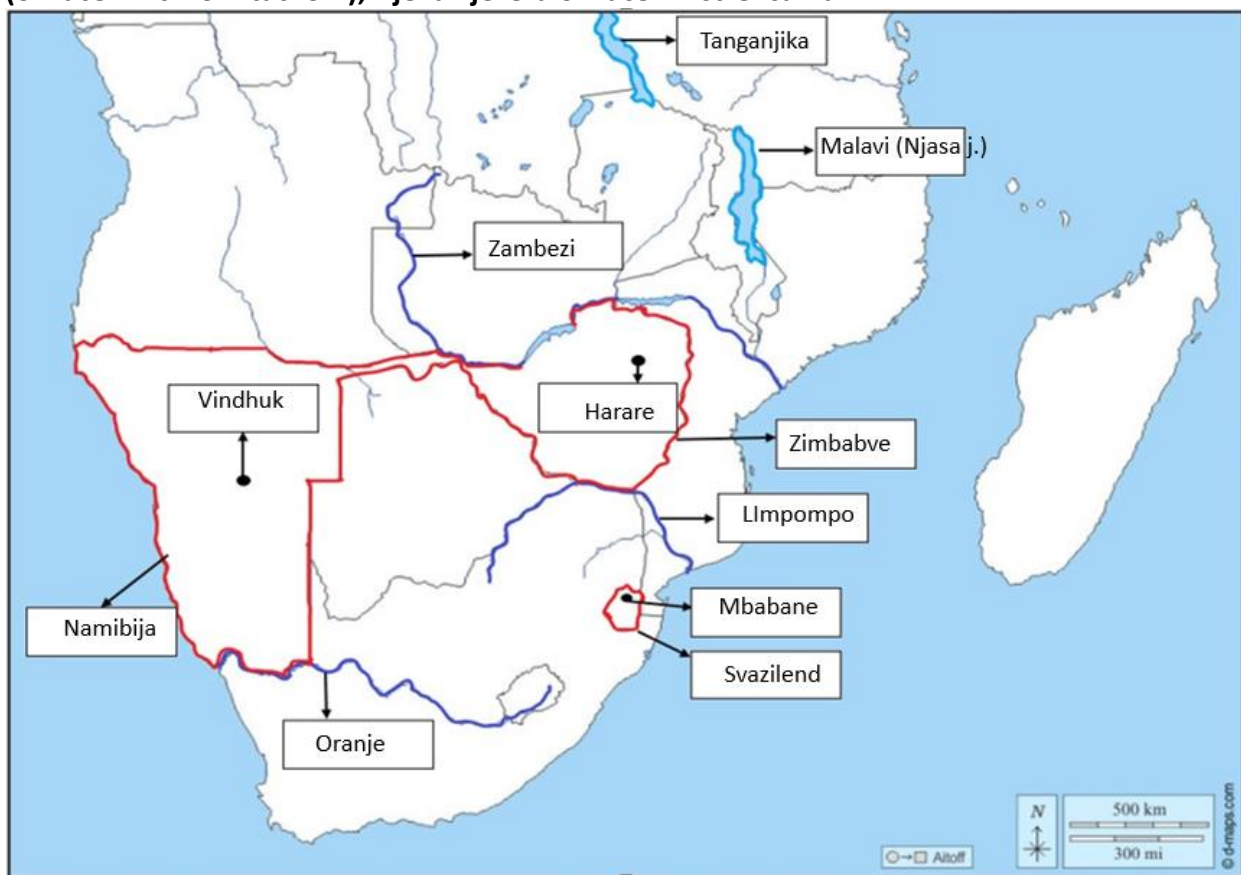 Tanganjika
Malavi (Njasa j.)
Zambezi
Vindhuk
Harare
Zimbabve
LImpompo
Mbabane
Namibija
Svazilend
Oranje
N
500 km
300 mi
Aitoff
© d-maps.com